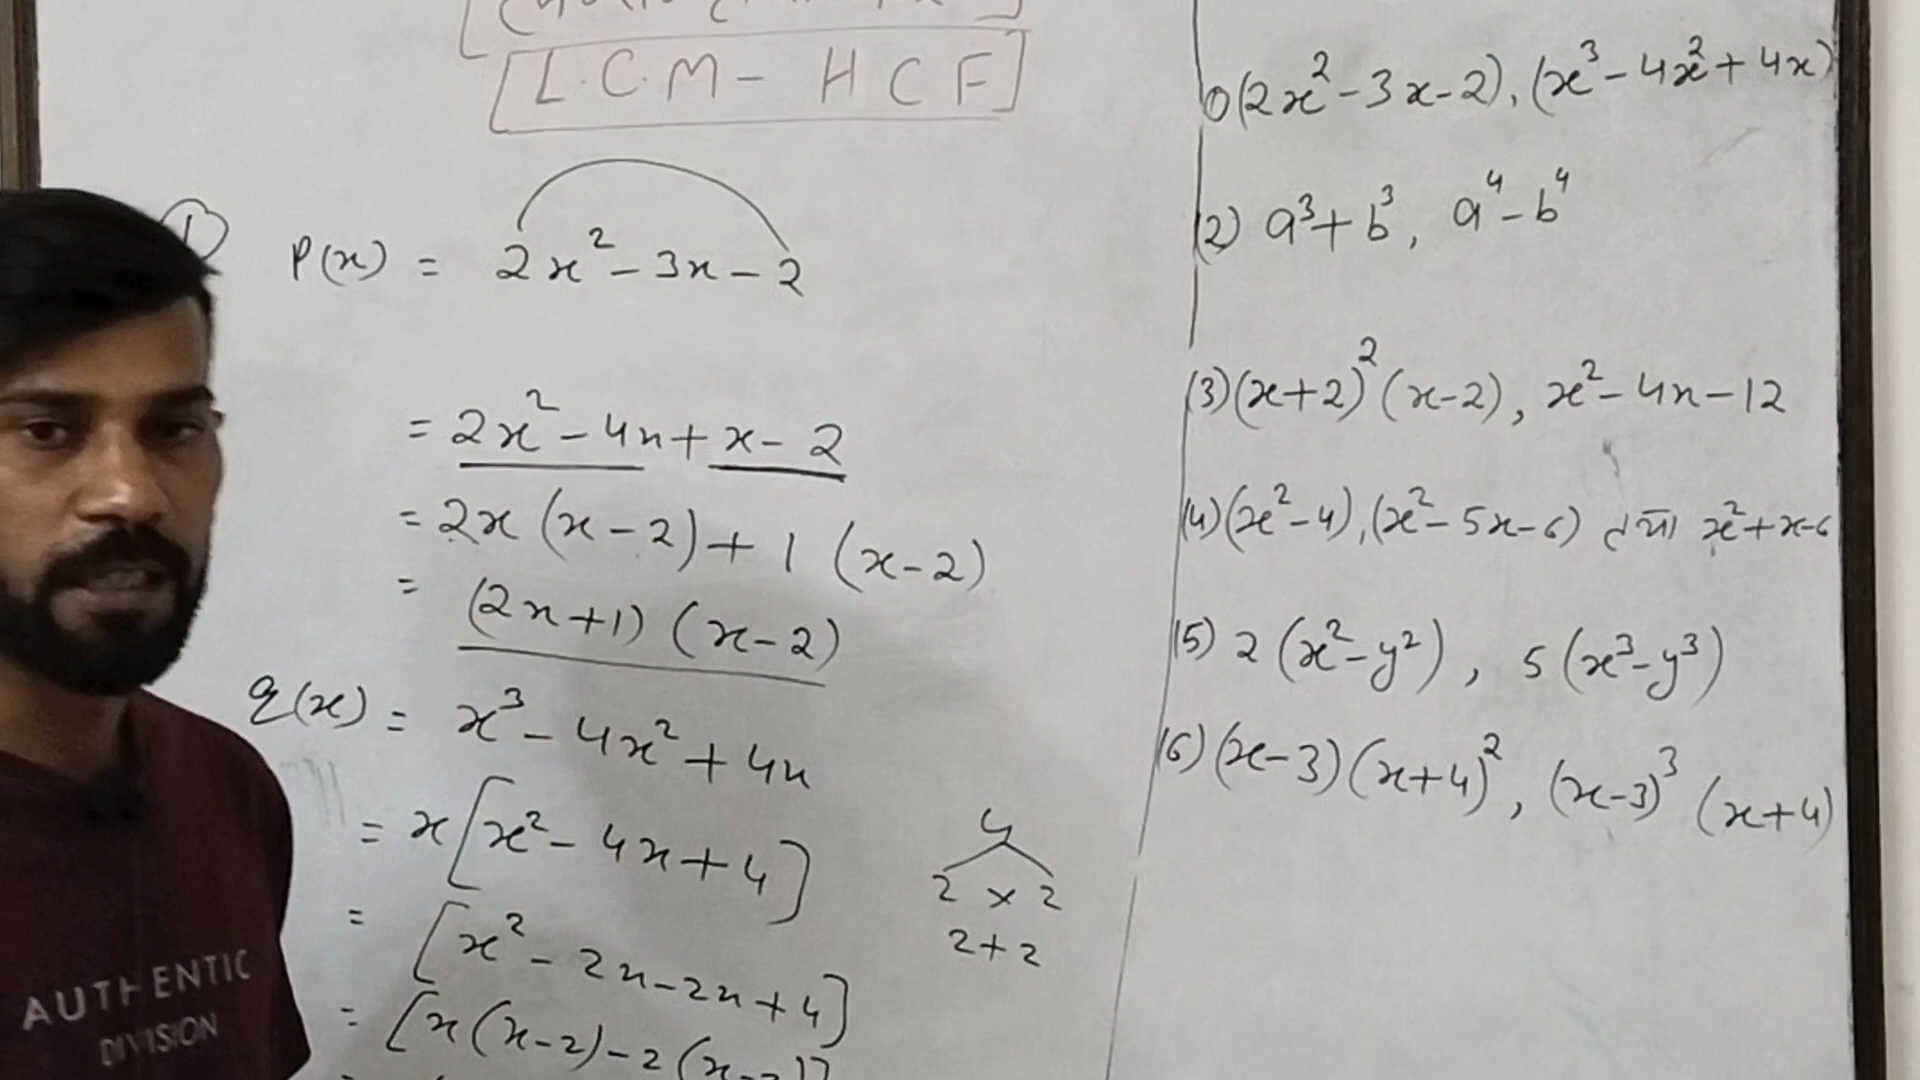 [L.C.M - H C F]
1
P(x) = 2x² - 3x - 2
= 2x² - 4x + x - 2
= 2x (x - 2) + 1 (x - 2)
= (2x + 1) (x - 2)
q(x) = x³ - 4x² + 4x
= x [x² - 4x + 4]
= [x² - 2x - 2x + 4]
= [x (x - 2) - 2 (x - 2)]
4
2 × 2
2 + 2
1) (2x² - 3x - 2), (x³ - 4x² + 4x)
(2) a³ + b³, a⁴ - b⁴
(3) (x + 2)² (x - 2), x² - 4x - 12
(4) (x² - 4), (x² - 5x - 6) तथा x² + x - 6
(5) 2 (x² - y²), 5 (x³ - y³)
(6) (x - 3) (x + 4)², (x - 3)³ (x + 4)
AUTHENTIC
DIVISION